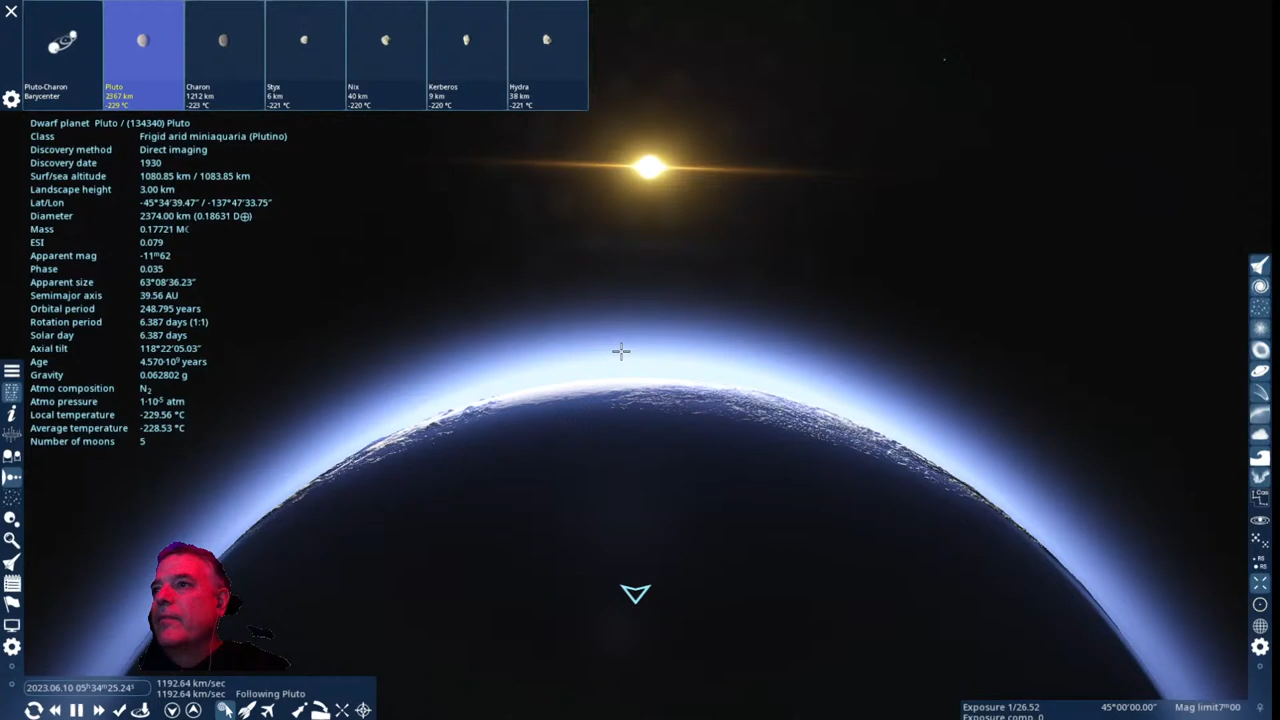 Pluto-Charon
Barycenter
Pluto
2367 km
-229 °C
Charon
1212 km
-223 °C
Styx
6 km
-221 °C
Nix
40 km
-220 °C
Kerberos
9 km
-220 °C
Hydra
38 km
-221 °C
Dwarf planet Pluto / (134340) Pluto
Class Frigid arid miniaquaria (Plutino)
Discovery method Direct imaging
Discovery date 1930
Surf/sea altitude 1080.85 km / 1083.85 km
Landscape height 3.00 km
Lat/Lon -45°34′39.47″ / -137°47′33.75″
Diameter 2374.00 km (0.18631 D⊕)
Mass 0.17721 M☾
ESI 0.079
Apparent mag -11ᵐ62
Phase 0.035
Apparent size 63°08′36.23″
Semimajor axis 39.56 AU
Orbital period 248.795 years
Rotation period 6.387 days (1:1)
Solar day 6.387 days
Axial tilt 118°22′05.03″
Age 4.570·10⁹ years
Gravity 0.062802 g
Atmo composition N₂
Atmo pressure 1·10⁻⁵ atm
Local temperature -229.56 °C
Average temperature -228.53 °C
Number of moons 5
• RS
● RS
2023.06.10 05ʰ34ᵐ25.24ˢ
1192.64 km/sec
1192.64 km/sec Following Pluto
Exposure 1/26.52 45°00′00.00″ Mag limit 7ᵐ00
Exposure comp. 0